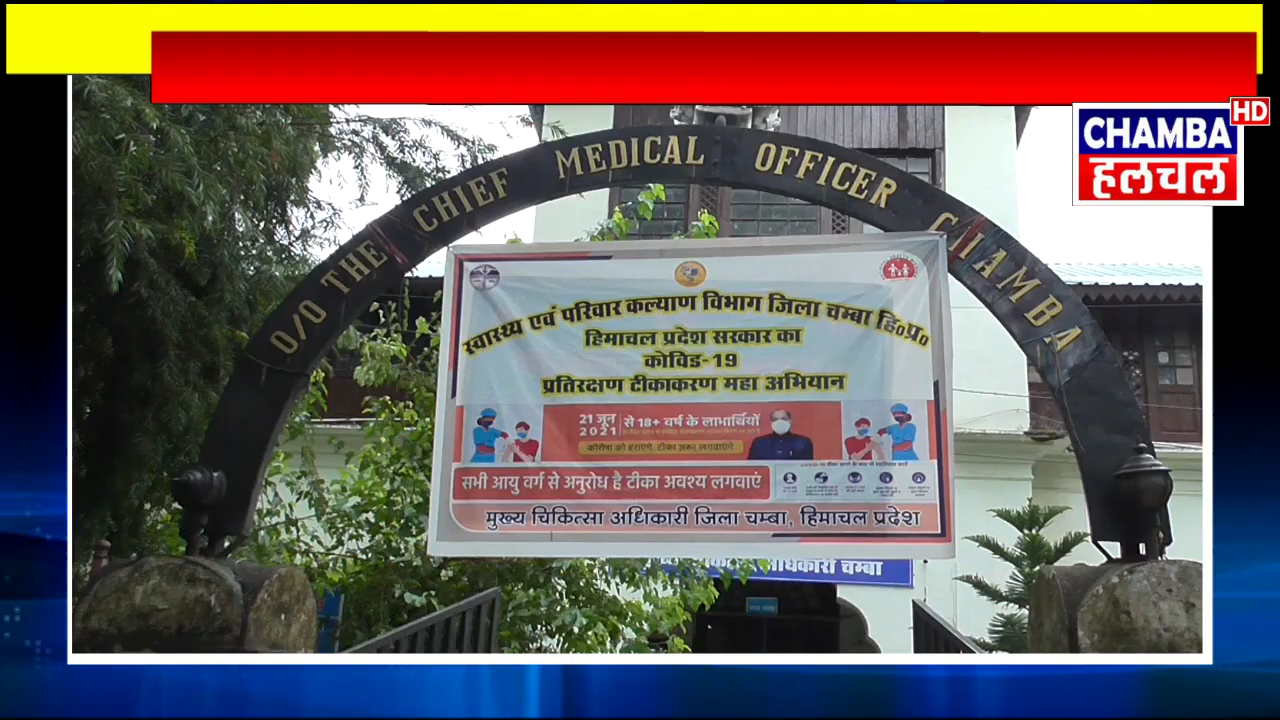 HD
CHAMBA
हलचल
O/O THE CHIEF MEDICAL OFFICER CHAMBA
स्वास्थ्य एवं परिवार कल्याण विभाग जिला चम्बा हि०प्र०
हिमाचल प्रदेश सरकार का
कोविड-19
प्रतिरक्षण टीकाकरण महा अभियान
21 जून
2021
से 18+ वर्ष के लाभार्थियों
कोरोना को हराएंगे, टीका जरूर लगवाएंगे
सभी आयु वर्ग से अनुरोध है टीका अवश्य लगवाएं
मुख्य चिकित्सा अधिकारी जिला चम्बा, हिमाचल प्रदेश
चम्बा